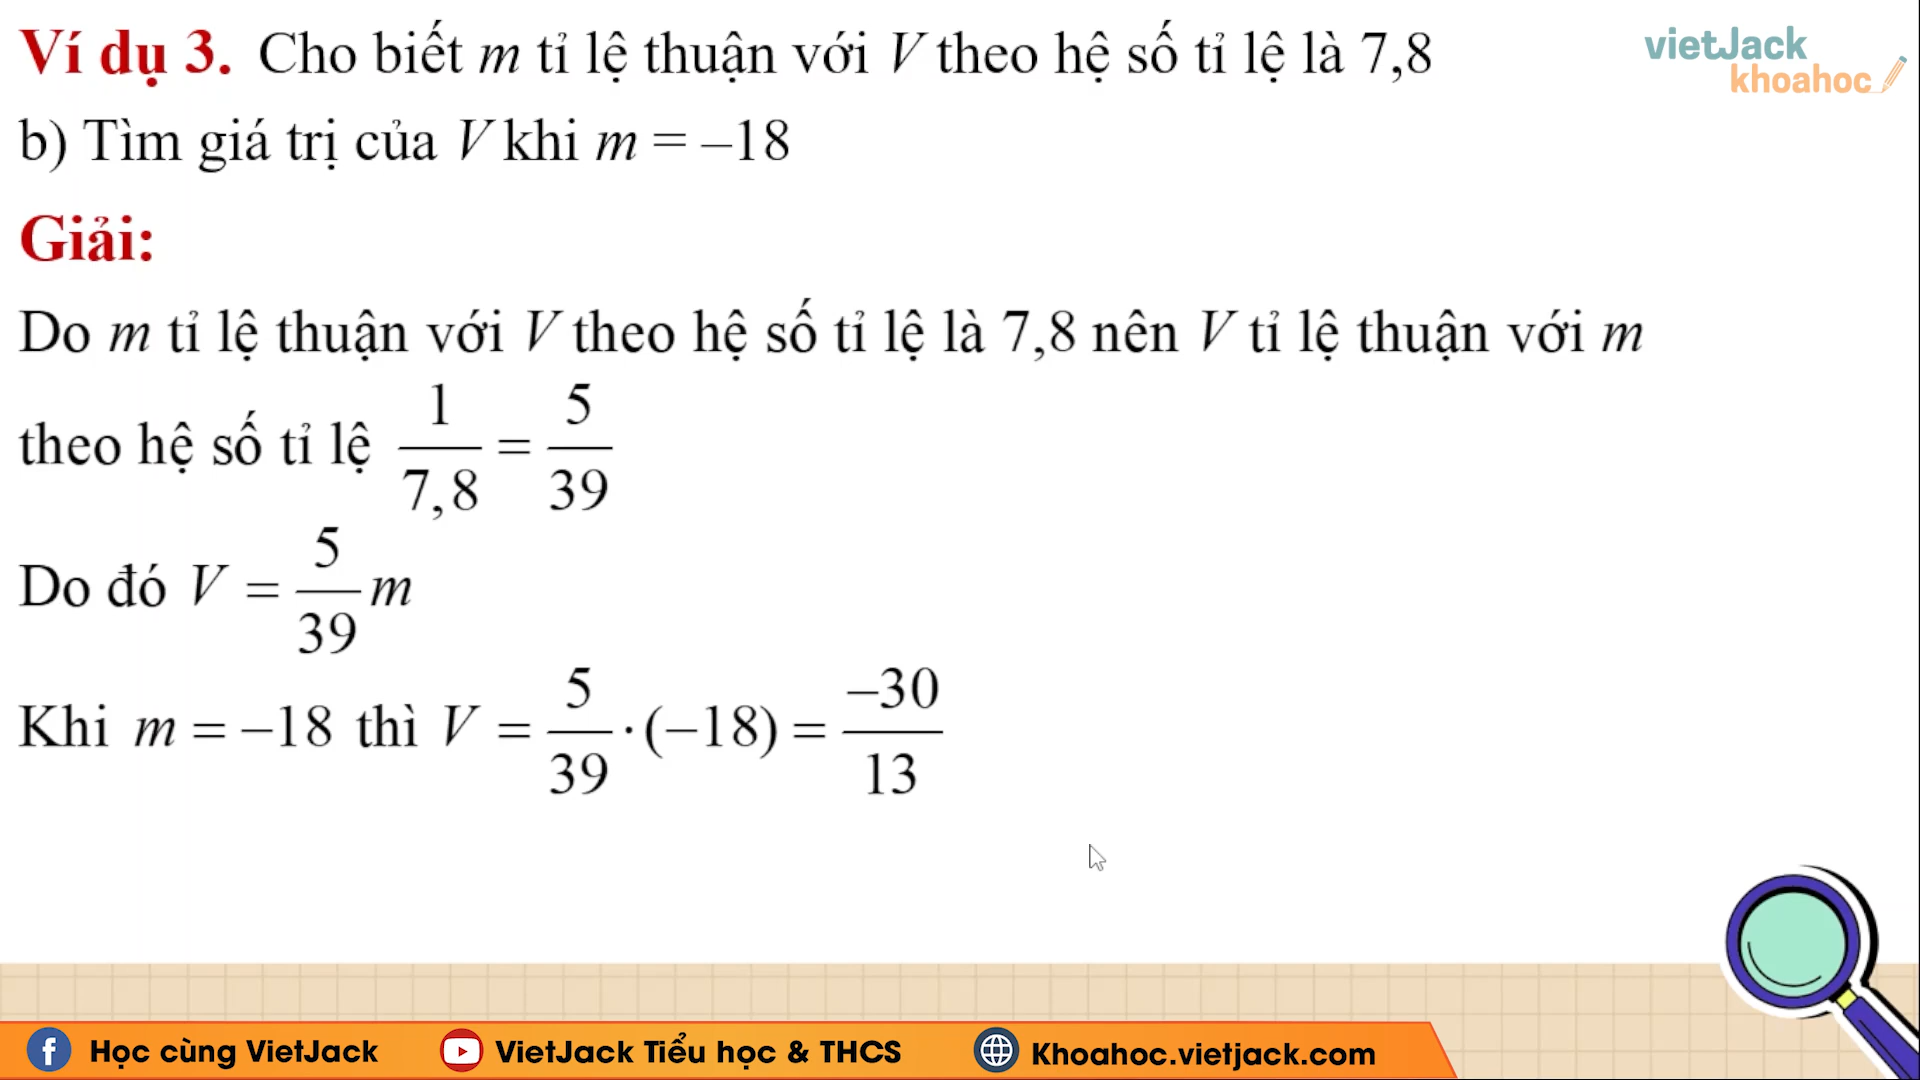 Ví dụ 3. Cho biết m tỉ lệ thuận với V theo hệ số tỉ lệ là 7,8
vietJack
khoahoc
b) Tìm giá trị của V khi m = –18
Giải:
Do m tỉ lệ thuận với V theo hệ số tỉ lệ là 7,8 nên V tỉ lệ thuận với m
theo hệ số tỉ lệ 1/7,8 = 5/39
Do đó V = 5/39 m
Khi m = –18 thì V = 5/39 · (–18) = –30/13
Học cùng VietJack
VietJack Tiểu học & THCS
Khoahoc.vietjack.com